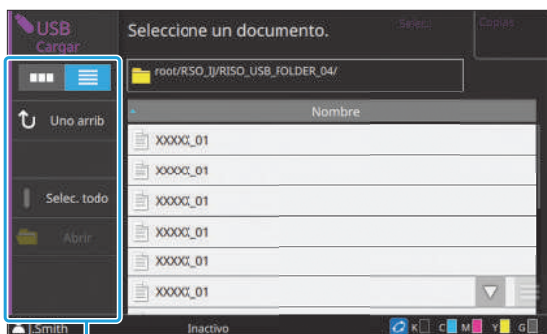 USB
Cargar
Seleccione un documento.
Selec.
Copias
root/RSO_IJ/RISO_USB_FOLDER_04/
Uno arrib
Nombre
XXXXX_01
XXXXX_01
Selec. todo
XXXXX_01
Abrir
XXXXX_01
XXXXX_01
XXXXX_01
J.Smith
Inactivo
K C M Y G